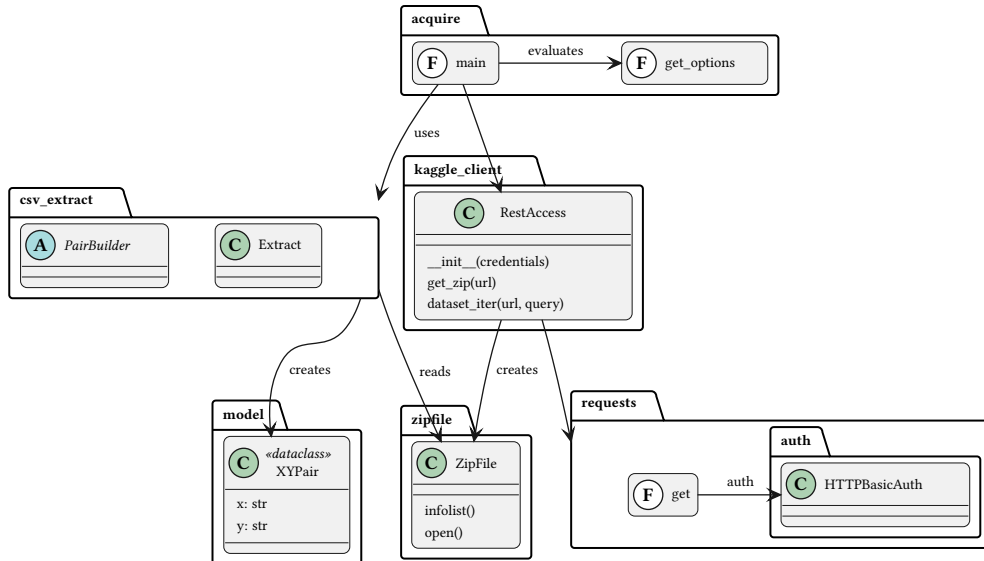 acquire
F main
evaluates
F get_options
uses
kaggle_client
C RestAccess
__init__(credentials)
get_zip(url)
dataset_iter(url, query)
csv_extract
A PairBuilder
C Extract
creates
reads
creates
model
C «dataclass»
XYPair
x: str
y: str
zipfile
C ZipFile
infolist()
open()
requests
F get
auth
auth
C HTTPBasicAuth